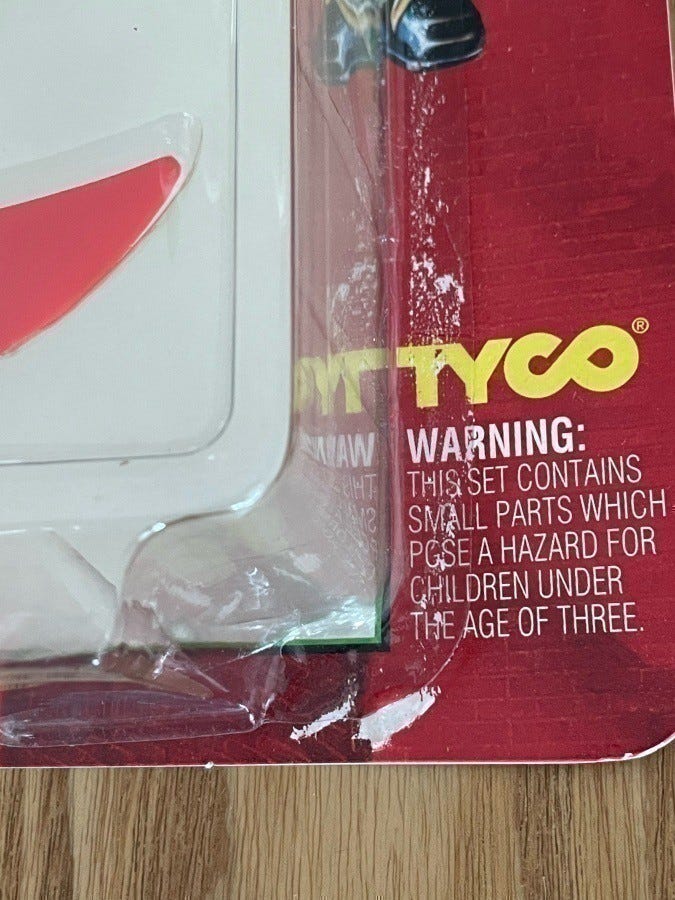 TYCO®
WARNING:
THIS SET CONTAINS
SMALL PARTS WHICH
POSE A HAZARD FOR
CHILDREN UNDER
THE AGE OF THREE.